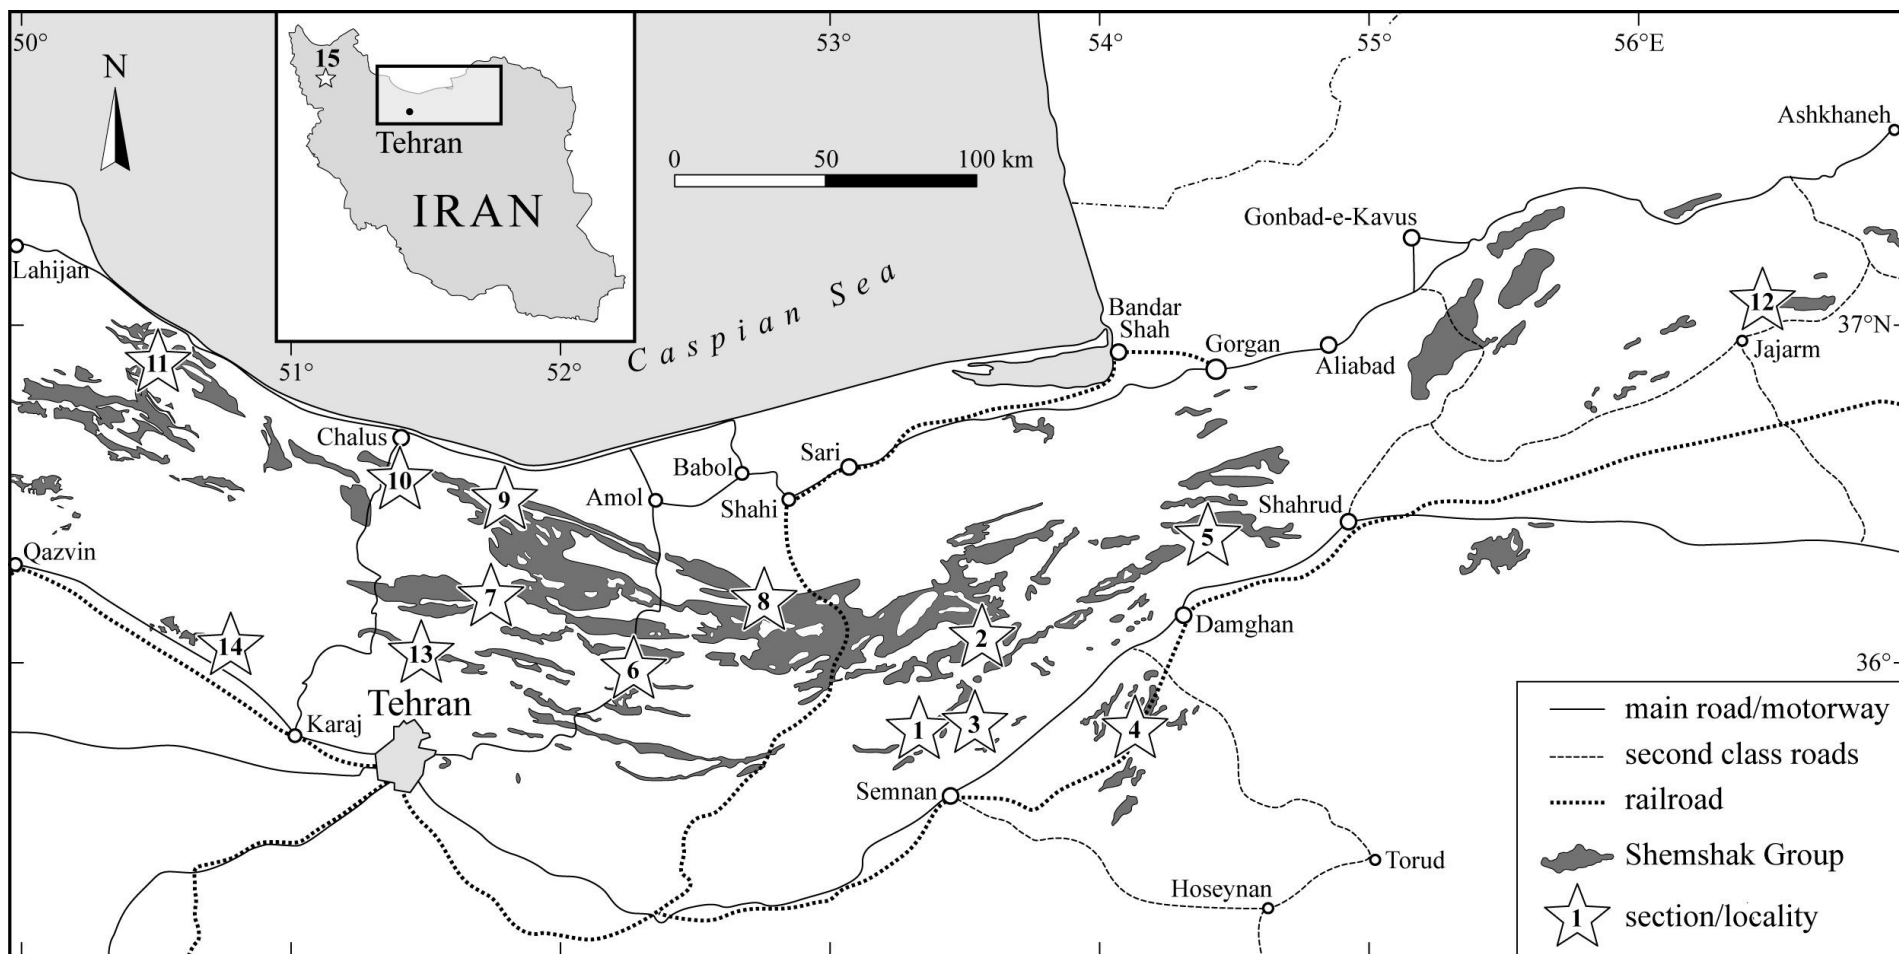 50°
53°
54°
55°
56°E
N
15
Tehran
IRAN
0
50
100 km
Ashkhaneh
Gonbad-e-Kavus
Lahijan
Caspian Sea
Bandar
Shah
12
37°N
Gorgan
Jajarm
Aliabad
11
51°
52°
Chalus
Sari
Babol
10
9
Amol
Shahi
Shahrud
5
Qazvin
7
8
Damghan
2
14
13
6
36°
Tehran
Karaj
1
3
4
Semnan
Torud
Hoseynan
main road/motorway
second class roads
railroad
Shemshak Group
1
section/locality